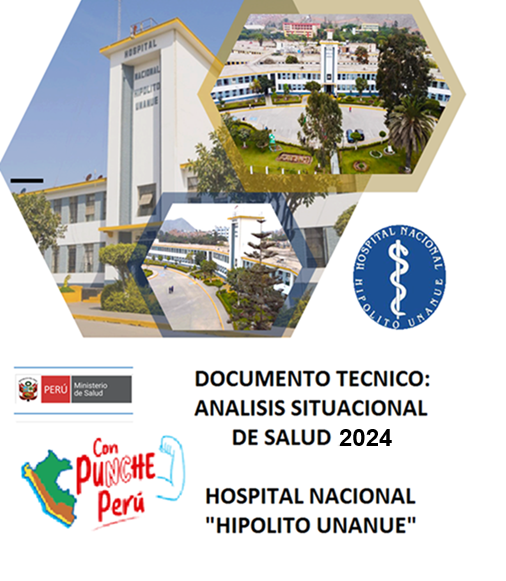 HOSPITAL
NACIONAL
HIPOLITO
UNANUE
HOSPITAL NACIONAL
HIPOLITO UNANUE
PERÚ
Ministerio
de Salud
DOCUMENTO TECNICO:
ANALISIS SITUACIONAL
DE SALUD 2024
Con
PUNCHE
Perú
HOSPITAL NACIONAL
"HIPOLITO UNANUE"